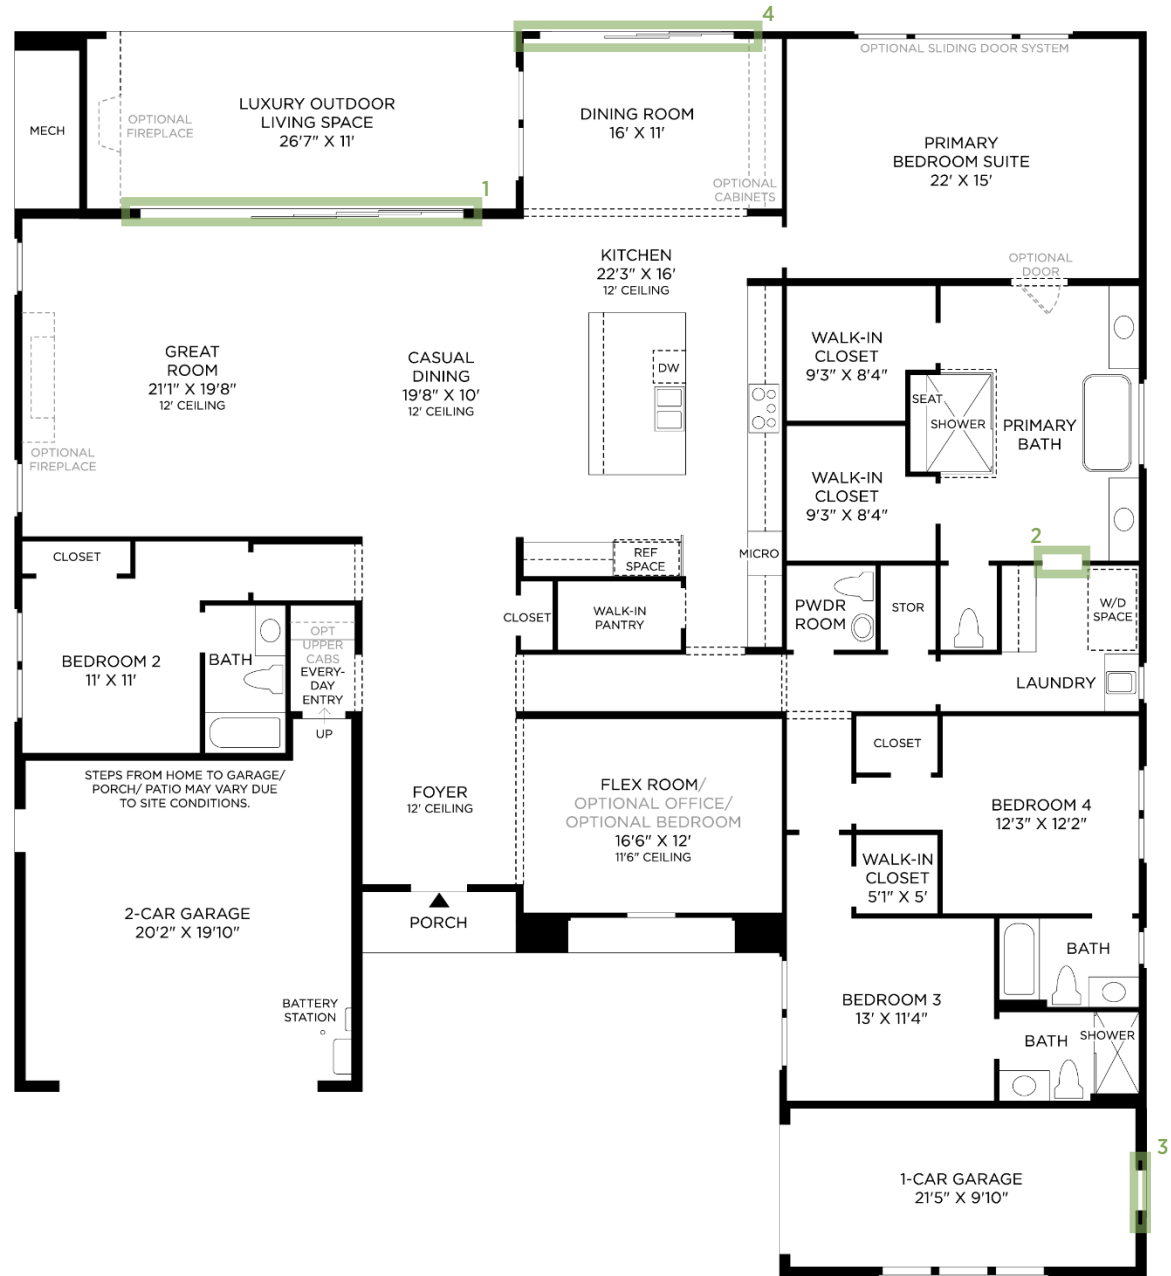 4
OPTIONAL SLIDING DOOR SYSTEM
MECH
OPTIONAL
FIREPLACE
LUXURY OUTDOOR
LIVING SPACE
26'7" X 11'
DINING ROOM
16' X 11'
PRIMARY
BEDROOM SUITE
22' X 15'
OPTIONAL
CABINETS
1
KITCHEN
22'3" X 16'
12' CEILING
OPTIONAL
DOOR
GREAT
ROOM
21'1" X 19'8"
12' CEILING
CASUAL
DINING
19'8" X 10'
12' CEILING
DW
WALK-IN
CLOSET
9'3" X 8'4"
SEAT
SHOWER
PRIMARY
BATH
OPTIONAL
FIREPLACE
WALK-IN
CLOSET
9'3" X 8'4"
2
CLOSET
REF
SPACE
MICRO
CLOSET
WALK-IN
PANTRY
PWDR
ROOM
STOR
W/D
SPACE
BEDROOM 2
11' X 11'
BATH
OPT
UPPER
CABS
EVERY-
DAY
ENTRY
UP
LAUNDRY
CLOSET
STEPS FROM HOME TO GARAGE/
PORCH/ PATIO MAY VARY DUE
TO SITE CONDITIONS.
FOYER
12' CEILING
FLEX ROOM/
OPTIONAL OFFICE/
OPTIONAL BEDROOM
16'6" X 12'
11'6" CEILING
BEDROOM 4
12'3" X 12'2"
WALK-IN
CLOSET
5'1" X 5'
2-CAR GARAGE
20'2" X 19'10"
PORCH
BATH
BATTERY
STATION
BEDROOM 3
13' X 11'4"
BATH
SHOWER
3
1-CAR GARAGE
21'5" X 9'10"